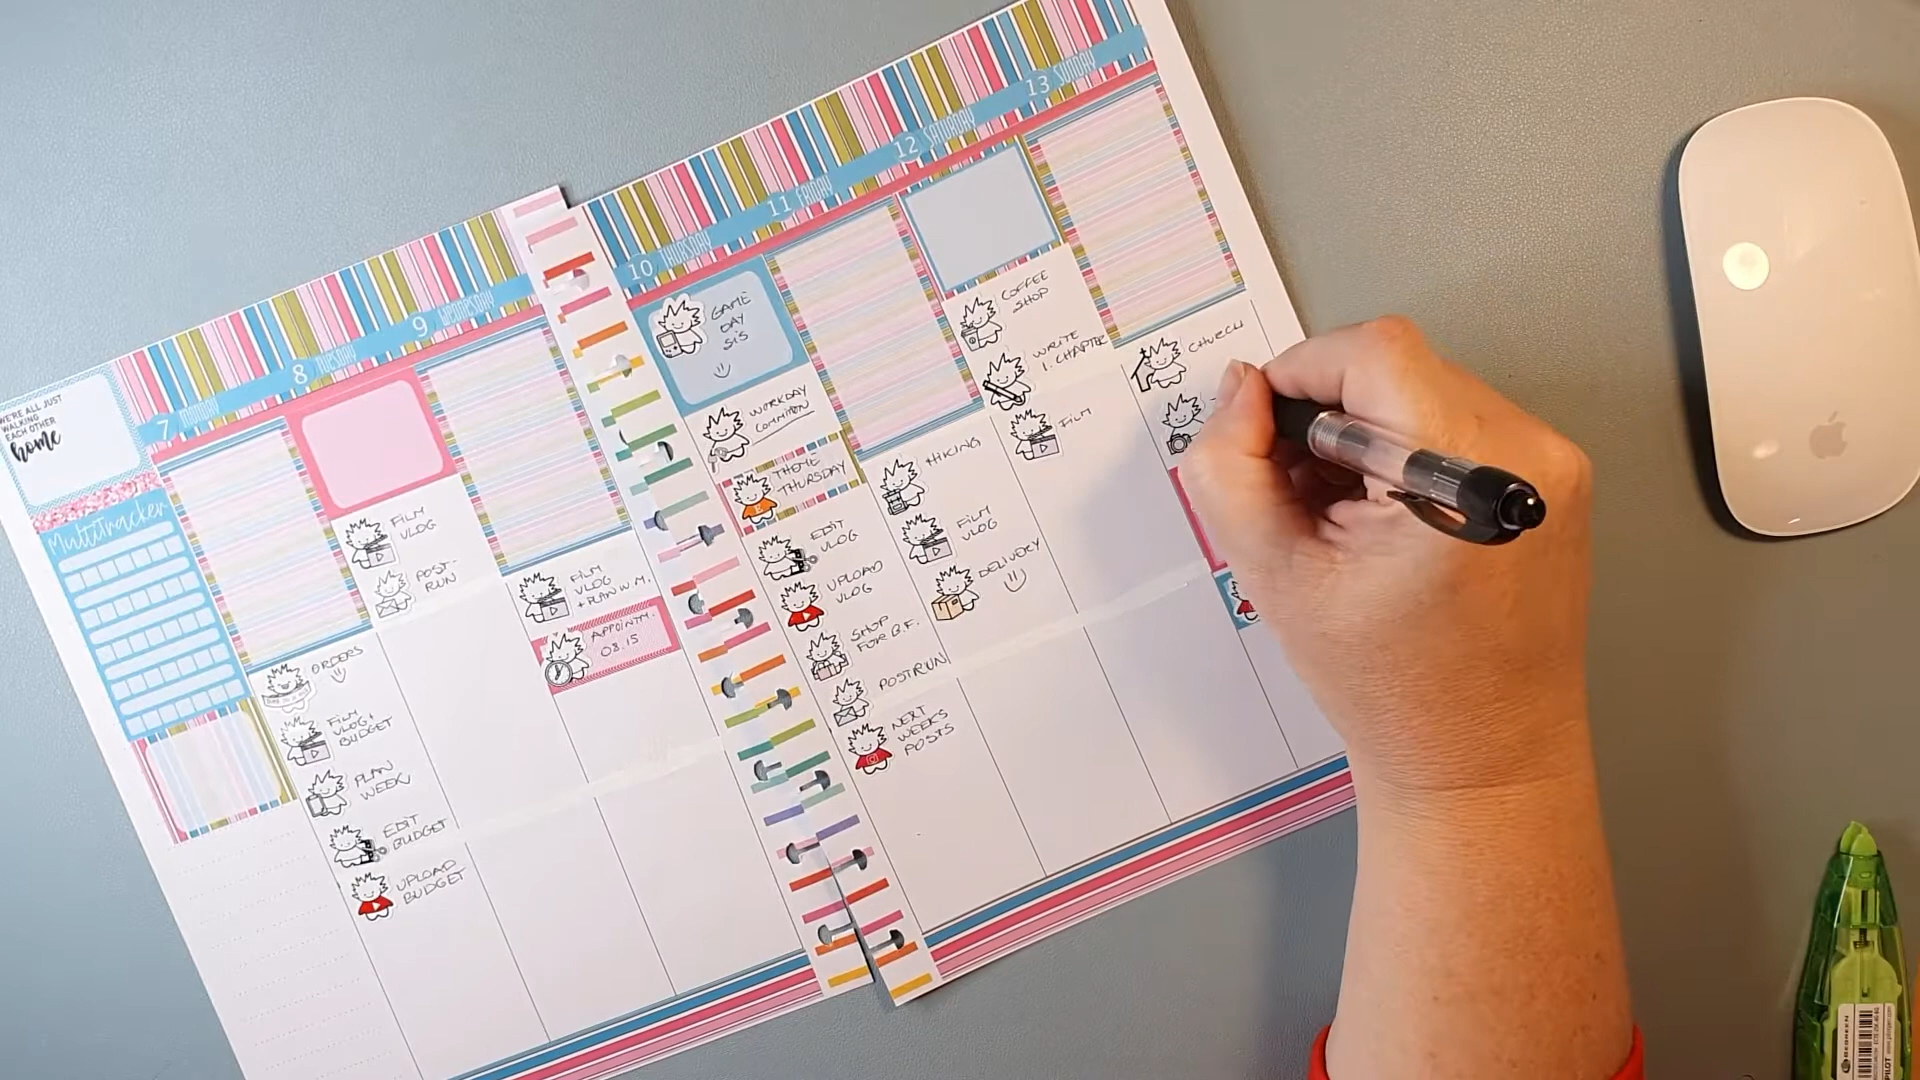 WE'RE ALL JUST
WALKING
EACH OTHER
home
Multitracker
7 MONDAY
ORDERS
FILM
VLOG +
BUDGET
PLAN
WEEK
EDIT
BUDGET
UPLOAD
BUDGET
8 TUESDAY
FILM
VLOG
POST-
RUN
9 WEDNESDAY
FILM
VLOG
+ PLAN W.M.
APPOINTM.
08.15
10 THURSDAY
GAME
DAY
SIS
WORKDAY
THEME
THURSDAY
EDIT
VLOG
UPLOAD
VLOG
SHOP
FOR B.F.
POSTRUN
NEXT
WEEKS
POSTS
11 FRIDAY
HIKING
FILM
VLOG
DELIVERY
12 SATURDAY
COFFEE
SHOP
WRITE
1. CHAPTER
FILM
13 SUNDAY
CHURCH
BEGREEN
PILOT